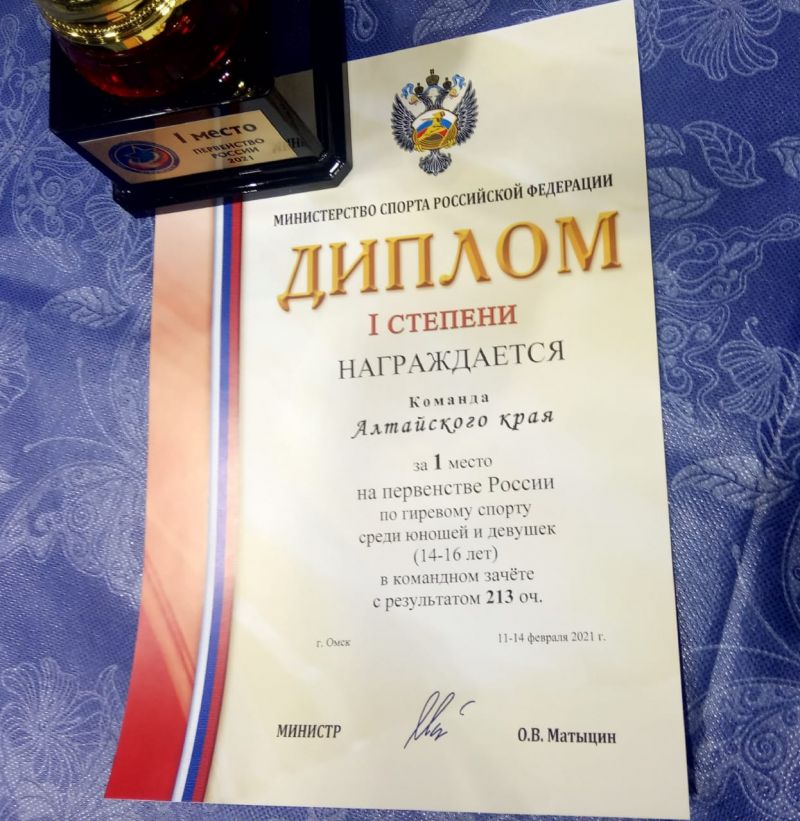 I место
ПЕРВЕНСТВО
РОССИИ
2021
МИНИСТЕРСТВО СПОРТА РОССИЙСКОЙ ФЕДЕРАЦИИ
ДИПЛОМ
I СТЕПЕНИ
НАГРАЖДАЕТСЯ
Команда
Алтайского края
за 1 место
на первенстве России
по гиревому спорту
среди юношей и девушек
(14-16 лет)
в командном зачёте
с результатом 213 оч.
г. Омск
11-14 февраля 2021 г.
МИНИСТР
О.В. Матыцин